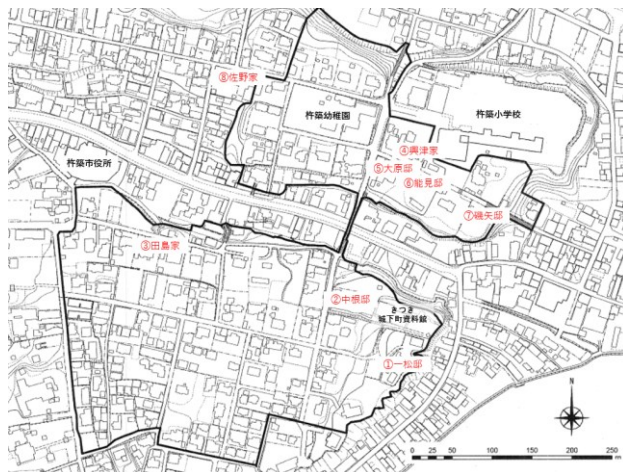 ⑧佐野家
杵築幼稚園
杵築小学校
④興津家
⑤大原邸
⑥能見邸
杵築市役所
⑦磯矢邸
③田島家
②中根邸
きつき
城下町資料館
①一松邸
N
0 25 50 100 150 200 250
m